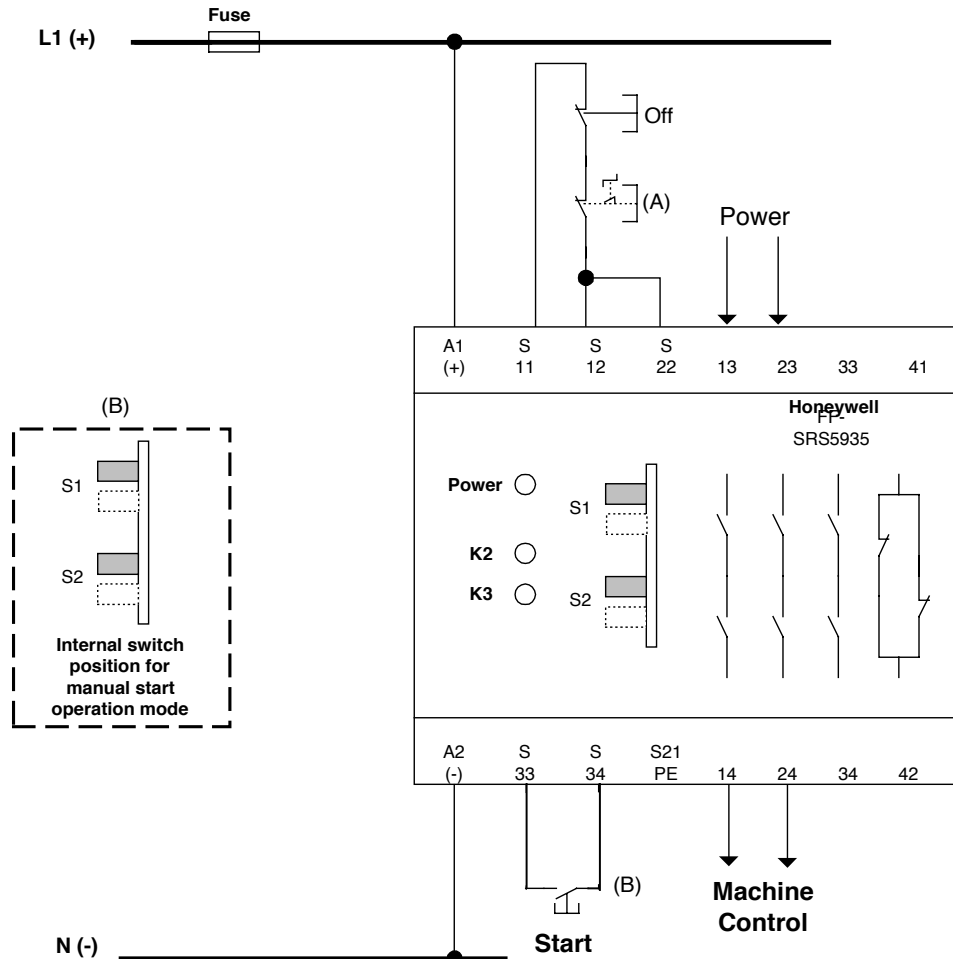 Fuse
L1 (+)
Off
(A)
Power
A1 S S S
(+) 11 12 22 13 23 33 41
(B)
Honeywell
FP-
SRS5935
S1
S2
Internal switch
position for
manual start
operation mode
Power
K2
K3
S1
S2
A2 S S S21
(-) 33 34 PE 14 24 34 42
(B)
Start
Machine
Control
N (-)